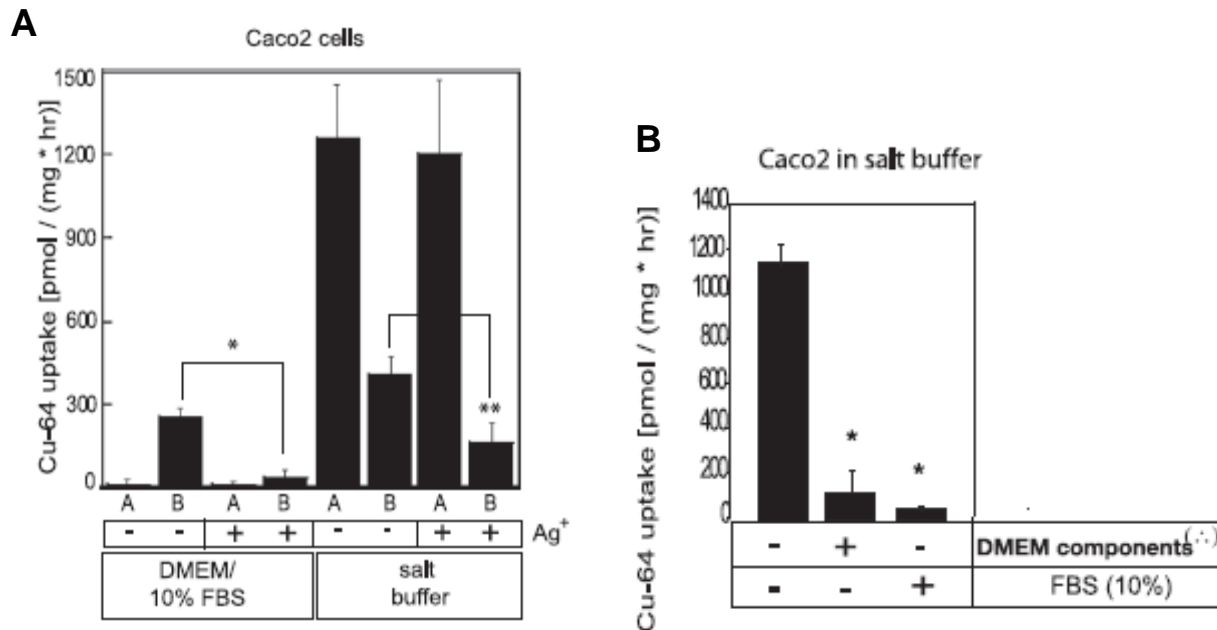 A
Caco2 cells
Cu-64 uptake [pmol / (mg * hr)]
1500
1200
900
600
300
0
*
**
A B A B A B A B
- - + + - - + + Ag+
DMEM/
10% FBS
salt
buffer
B
Caco2 in salt buffer
Cu-64 uptake [pmol / (mg * hr)]
1400
1200
1000
800
600
400
200
0
*
*
- + - DMEM components(∴)
- - + FBS (10%)